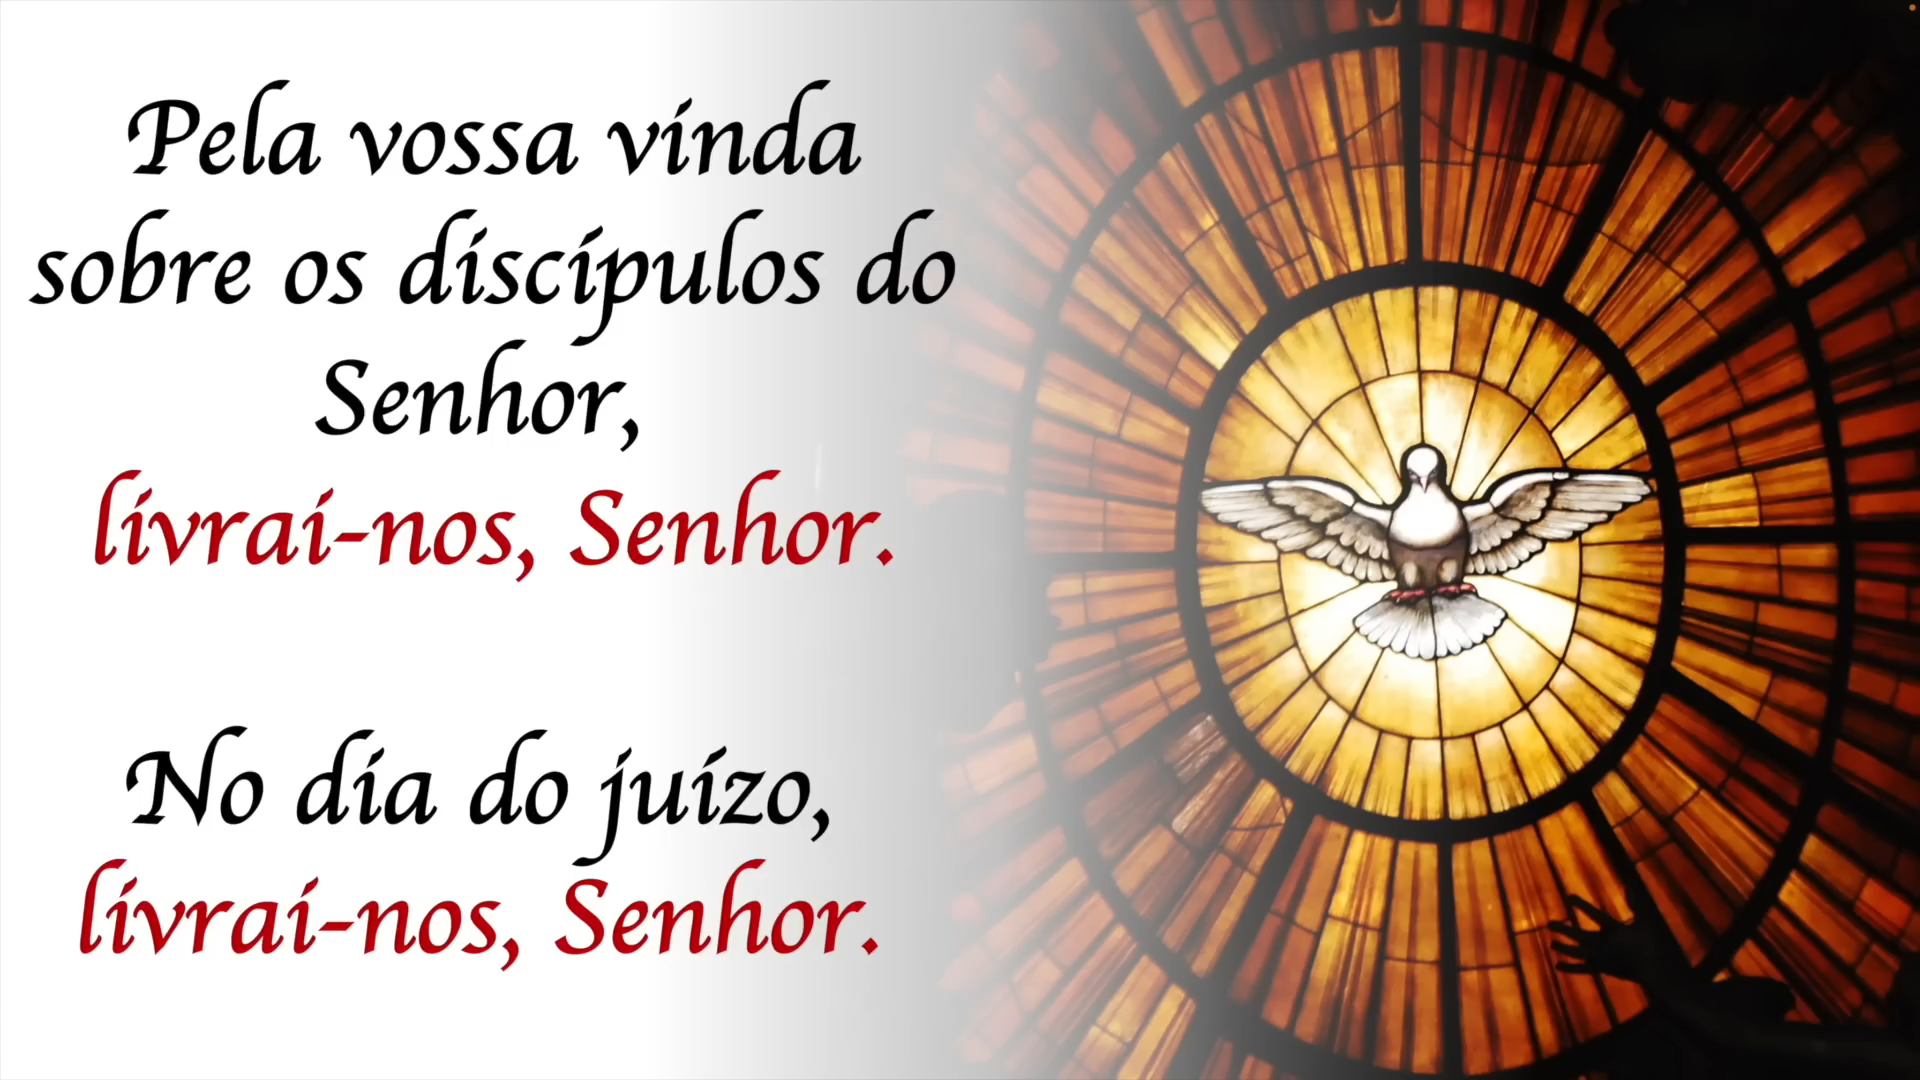 Pela vossa vinda
sobre os discípulos do
Senhor,
livrai-nos, Senhor.
No dia do juízo,
livrai-nos, Senhor.